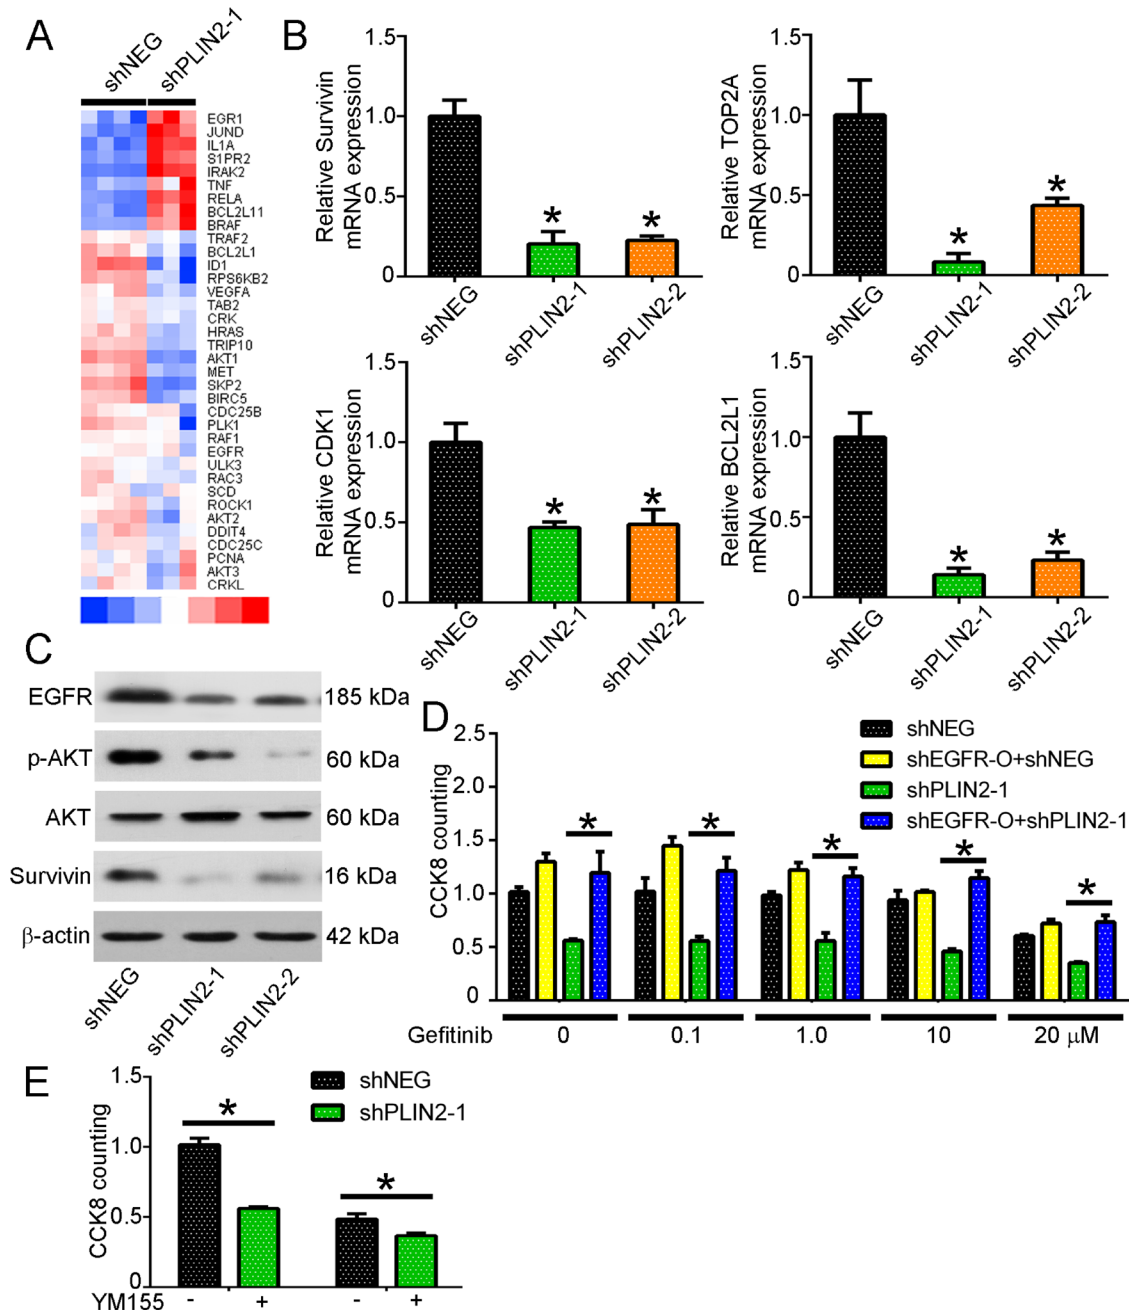 A
shNEG
shPLIN2-1
EGR1
JUND
IL1A
S1PR2
IRAK2
TNF
RELA
BCL2L11
BRAF
TRAF2
BCL2L1
ID1
RPS6KB2
VEGFA
TAB2
CRK
HRAS
TRIP10
AKT1
MET
SKP2
BIRC5
CDC25B
PLK1
RAF1
EGFR
ULK3
RAC3
SCD
ROCK1
AKT2
DDIT4
CDC25C
PCNA
AKT3
CRKL
B
Relative Survivin
mRNA expression
1.5
1.0
0.5
0
*
*
shNEG
shPLIN2-1
shPLIN2-2
Relative TOP2A
mRNA expression
1.5
1.0
0.5
0
*
*
shNEG
shPLIN2-1
shPLIN2-2
Relative CDK1
mRNA expression
1.5
1.0
0.5
0
*
*
shNEG
shPLIN2-1
shPLIN2-2
Relative BCL2L1
mRNA expression
1.5
1.0
0.5
0
*
*
shNEG
shPLIN2-1
shPLIN2-2
C
EGFR 185 kDa
p-AKT 60 kDa
AKT 60 kDa
Survivin 16 kDa
β-actin 42 kDa
shNEG
shPLIN2-1
shPLIN2-2
D
shNEG
shEGFR-O+shNEG
shPLIN2-1
shEGFR-O+shPLIN2-1
CCK8 counting
2.5
2.0
1.5
1.0
0.5
0
* * * * *
Gefitinib 0 0.1 1.0 10 20 μM
E
shNEG
shPLIN2-1
CCK8 counting
1.5
1.0
0.5
0
* *
YM155 - + - +